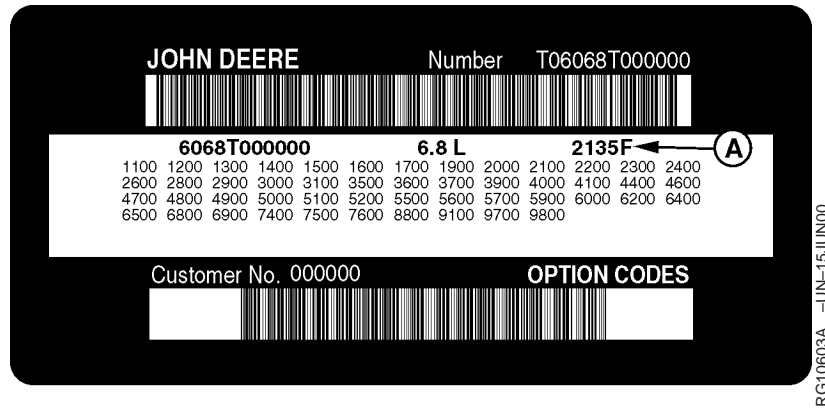 JOHN DEERE Number T06068T000000
6068T000000 6.8 L 2135F A
1100 1200 1300 1400 1500 1600 1700 1900 2000 2100 2200 2300 2400
2600 2800 2900 3000 3100 3500 3600 3700 3900 4000 4100 4400 4600
4700 4800 4900 5000 5100 5200 5500 5600 5700 5900 6000 6200 6400
6500 6800 6900 7400 7500 7600 8800 9100 9700 9800
Customer No. 000000 OPTION CODES
RG10603A –UN–15JUN00